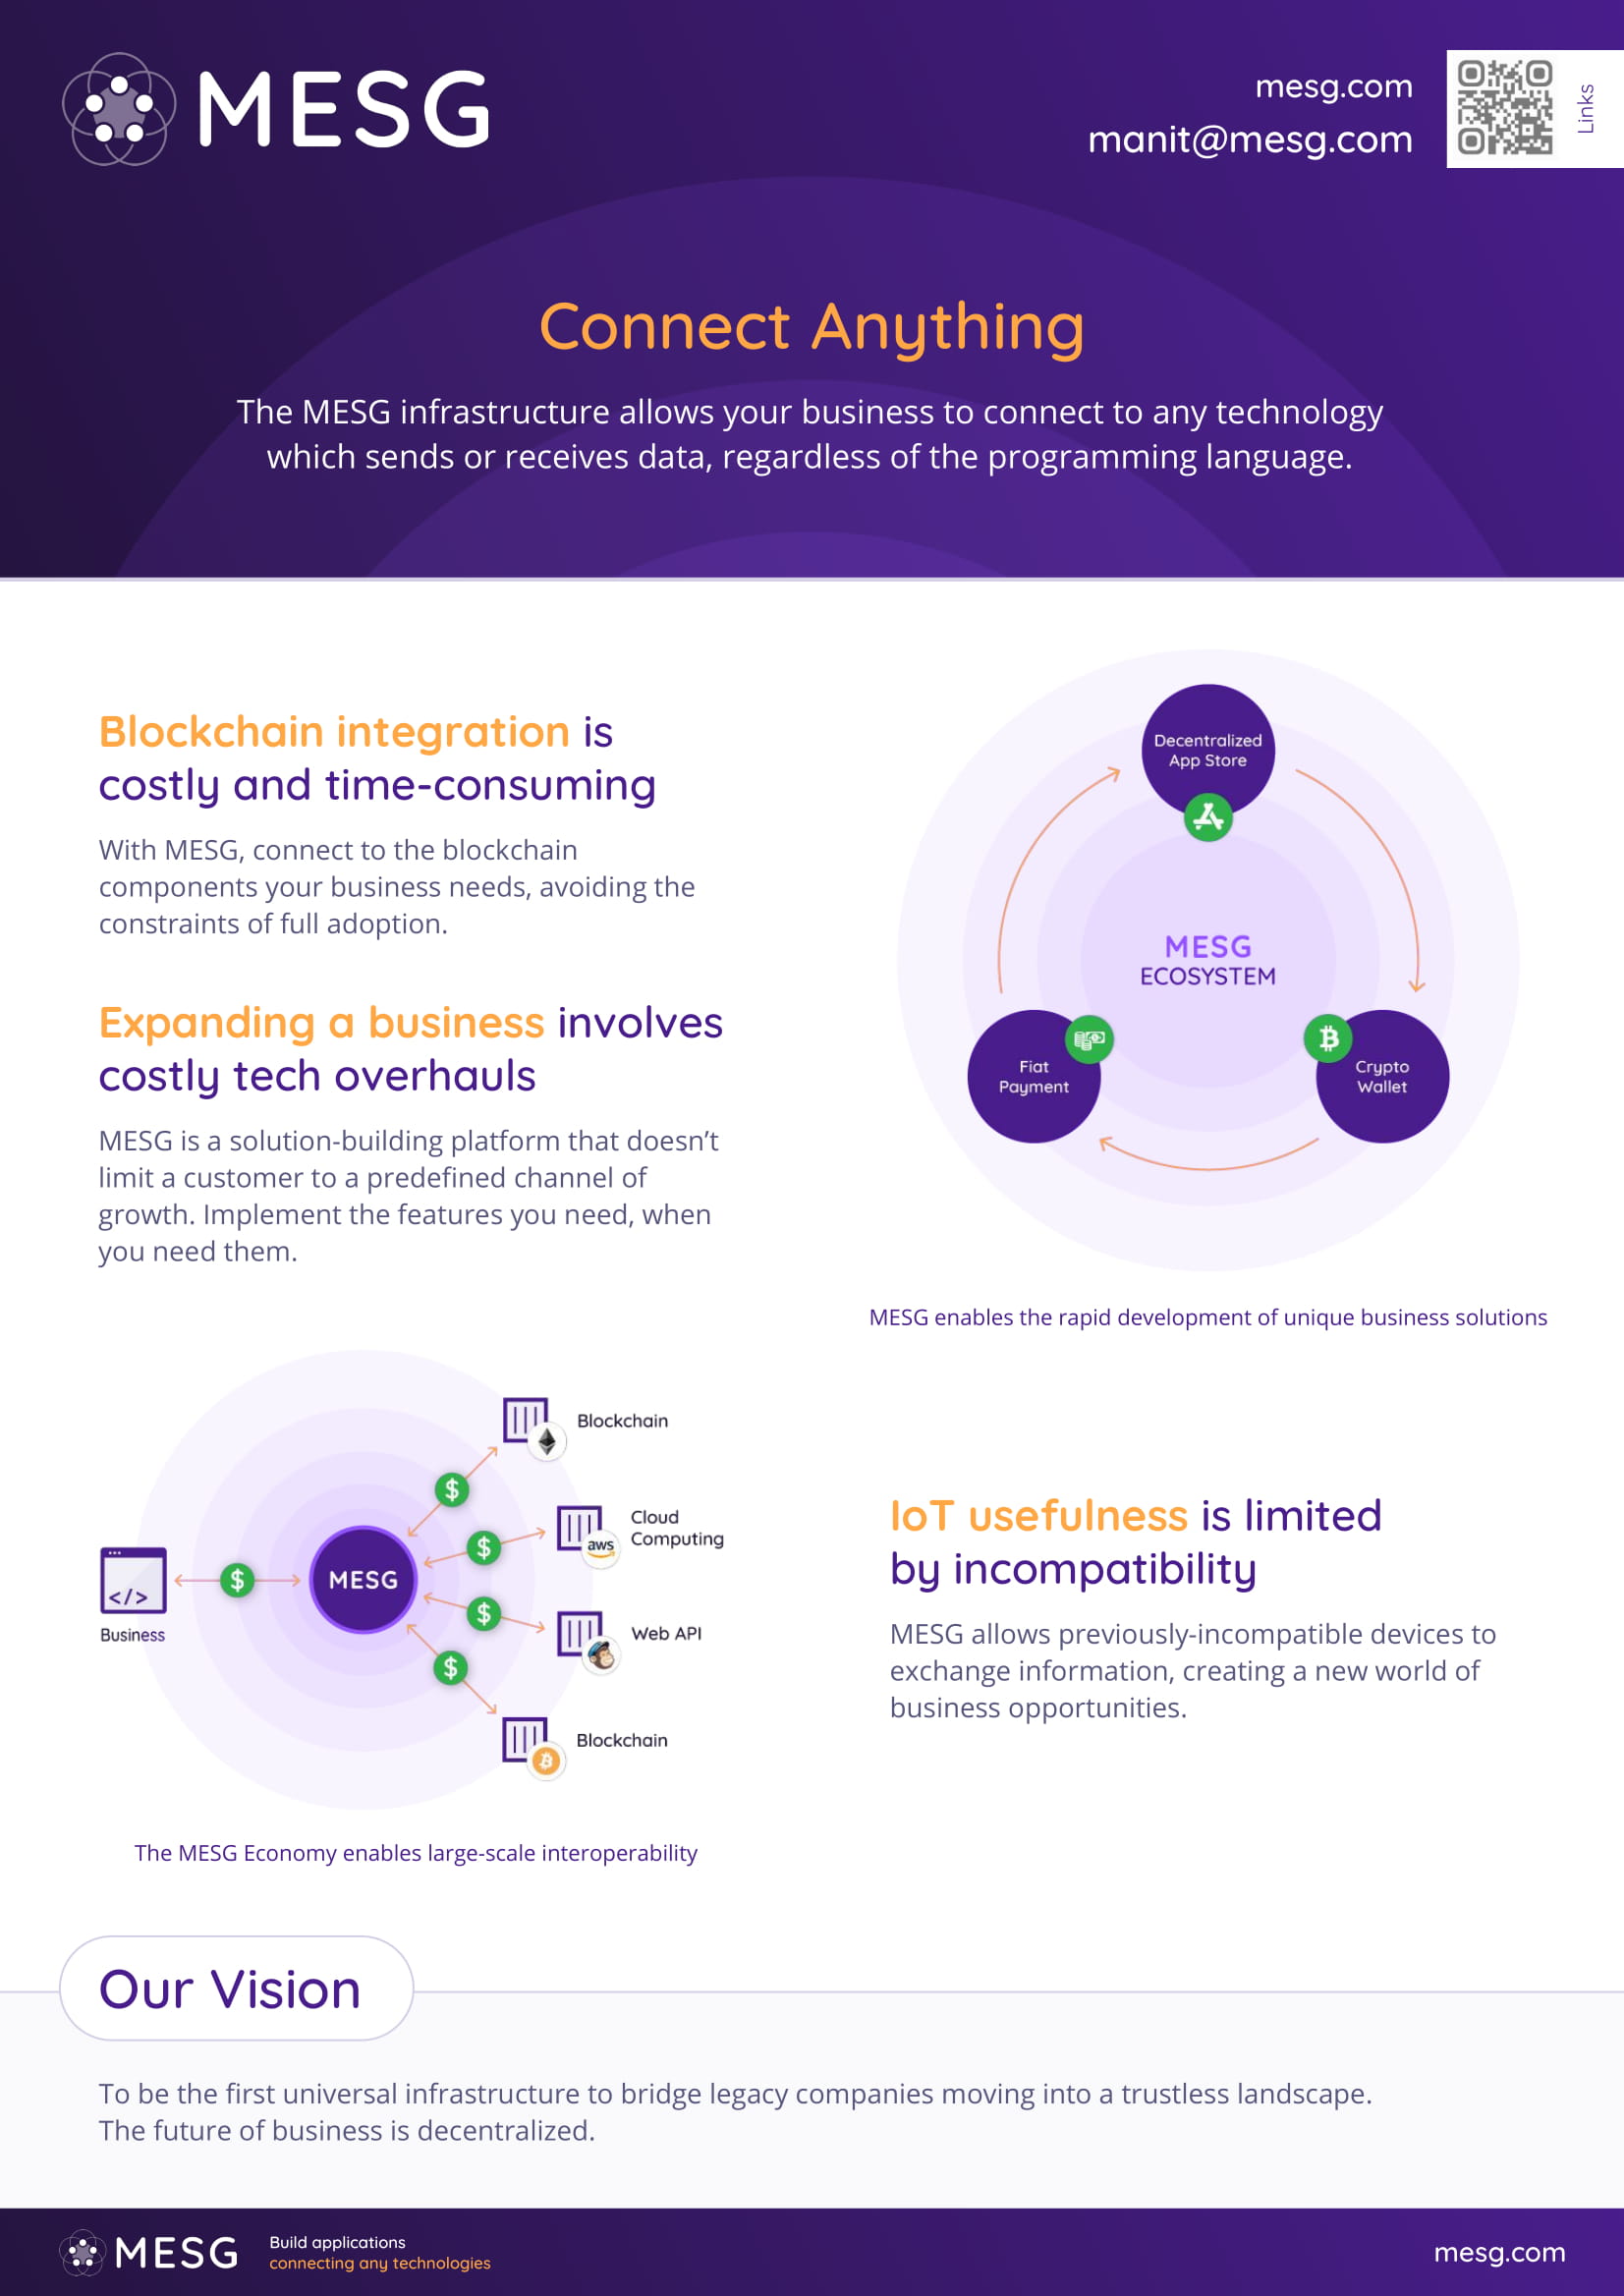 MESG
mesg.com
manit@mesg.com
Links
Connect Anything
The MESG infrastructure allows your business to connect to any technology
which sends or receives data, regardless of the programming language.
Blockchain integration is
costly and time-consuming
With MESG, connect to the blockchain
components your business needs, avoiding the
constraints of full adoption.
Expanding a business involves
costly tech overhauls
MESG is a solution-building platform that doesn’t
limit a customer to a predefined channel of
growth. Implement the features you need, when
you need them.
Decentralized
App Store
MESG
ECOSYSTEM
Fiat
Payment
Crypto
Wallet
MESG enables the rapid development of unique business solutions
Blockchain
$
Cloud
Computing
aws
$
</>
Business
$
MESG
$
Web API
$
Blockchain
The MESG Economy enables large-scale interoperability
IoT usefulness is limited
by incompatibility
MESG allows previously-incompatible devices to
exchange information, creating a new world of
business opportunities.
Our Vision
To be the first universal infrastructure to bridge legacy companies moving into a trustless landscape.
The future of business is decentralized.
MESG
Build applications
connecting any technologies
mesg.com